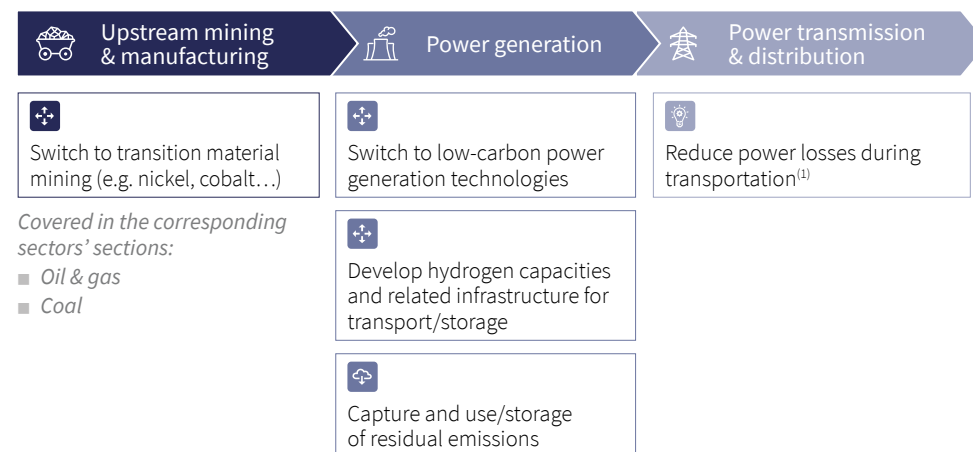 Upstream mining
& manufacturing
Power generation
Power transmission
& distribution
Switch to transition material
mining (e.g. nickel, cobalt…)
Covered in the corresponding
sectors’ sections:
■ Oil & gas
■ Coal
Switch to low-carbon power
generation technologies
Develop hydrogen capacities
and related infrastructure for
transport/storage
Capture and use/storage
of residual emissions
Reduce power losses during
transportation(1)